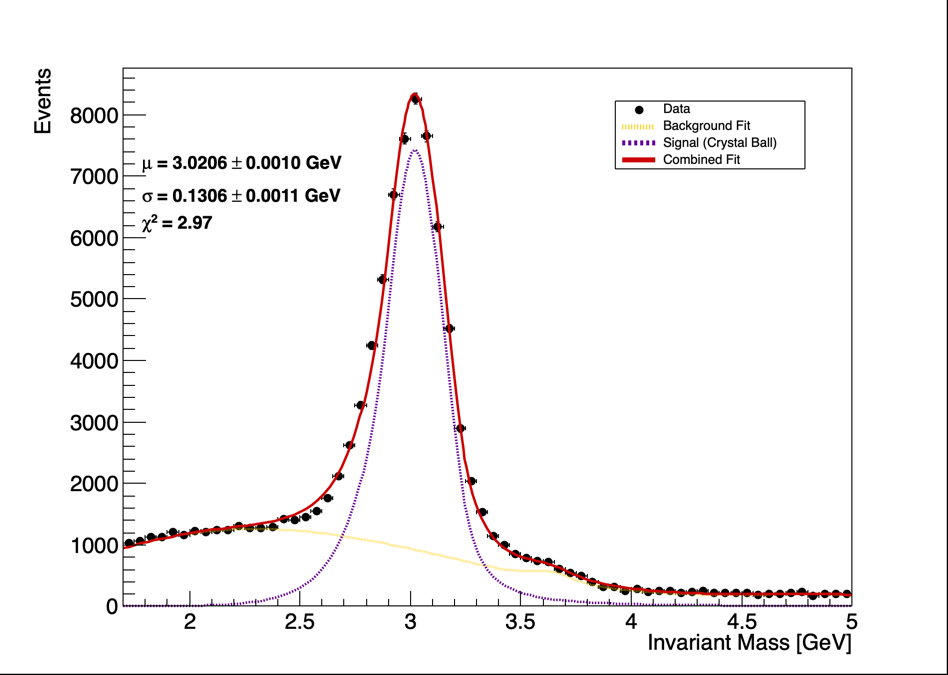 Events
8000
7000
6000
5000
4000
3000
2000
1000
0
μ = 3.0206 ± 0.0010 GeV
σ = 0.1306 ± 0.0011 GeV
χ² = 2.97
Data
Background Fit
Signal (Crystal Ball)
Combined Fit
2 2.5 3 3.5 4 4.5 5
Invariant Mass [GeV]